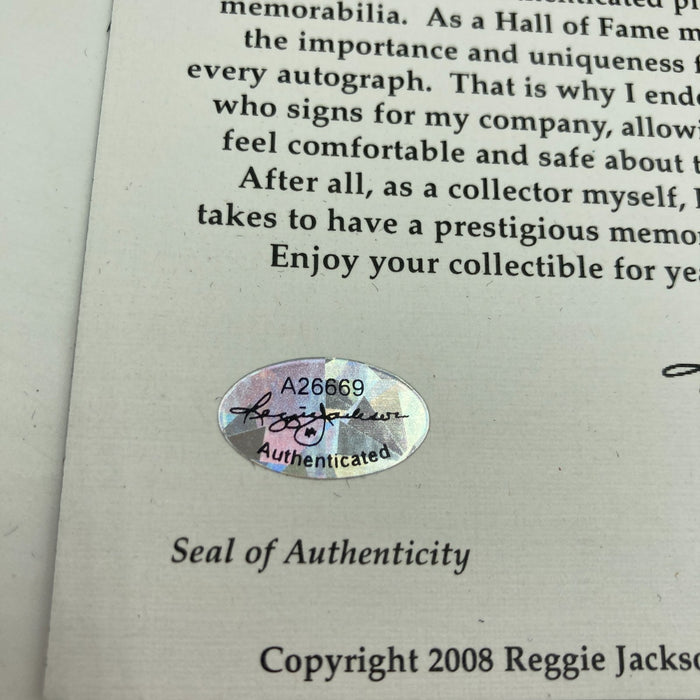 memorabilia. As a Hall of Fame
the importance and uniqueness
every autograph. That is why I
who signs for my company,
feel comfortable and safe about
After all, as a collector myself,
takes to have a prestigious
Enjoy your collectible for
A26669
Reggie Jackson
Authenticated
Seal of Authenticity
Copyright 2008 Reggie